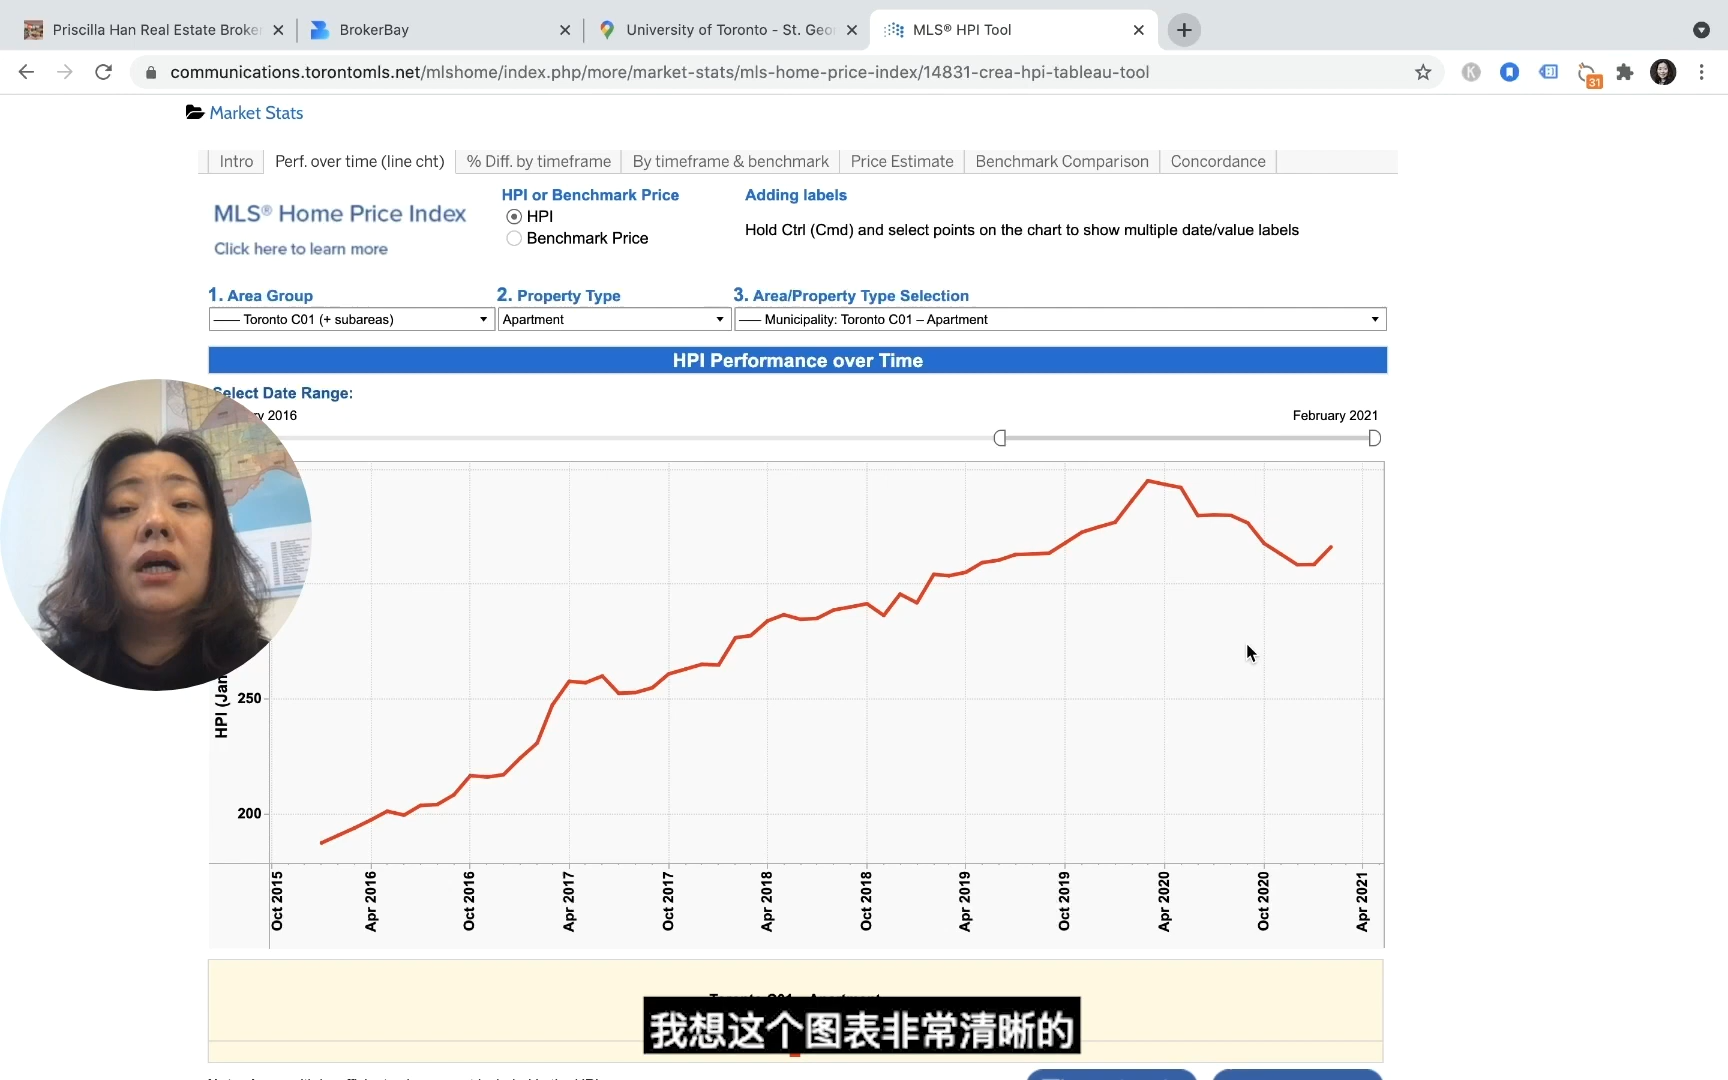 Priscilla Han Real Estate Broker
BrokerBay
University of Toronto - St. Geo
MLS® HPI Tool
communications.torontomls.net/mlshome/index.php/more/market-stats/mls-home-price-index/14831-crea-hpi-tableau-tool
31
Market Stats
Intro
Perf. over time (line cht)
% Diff. by timeframe
By timeframe & benchmark
Price Estimate
Benchmark Comparison
Concordance
MLS® Home Price Index
Click here to learn more
HPI or Benchmark Price
HPI
Benchmark Price
Adding labels
Hold Ctrl (Cmd) and select points on the chart to show multiple date/value labels
1. Area Group
2. Property Type
3. Area/Property Type Selection
—— Toronto C01 (+ subareas)
Apartment
—— Municipality: Toronto C01 – Apartment
HPI Performance over Time
Select Date Range:
2016
February 2021
HPI (Jan
250
200
Oct 2015
Apr 2016
Oct 2016
Apr 2017
Oct 2017
Apr 2018
Oct 2018
Apr 2019
Oct 2019
Apr 2020
Oct 2020
Apr 2021
我想这个图表非常清晰的